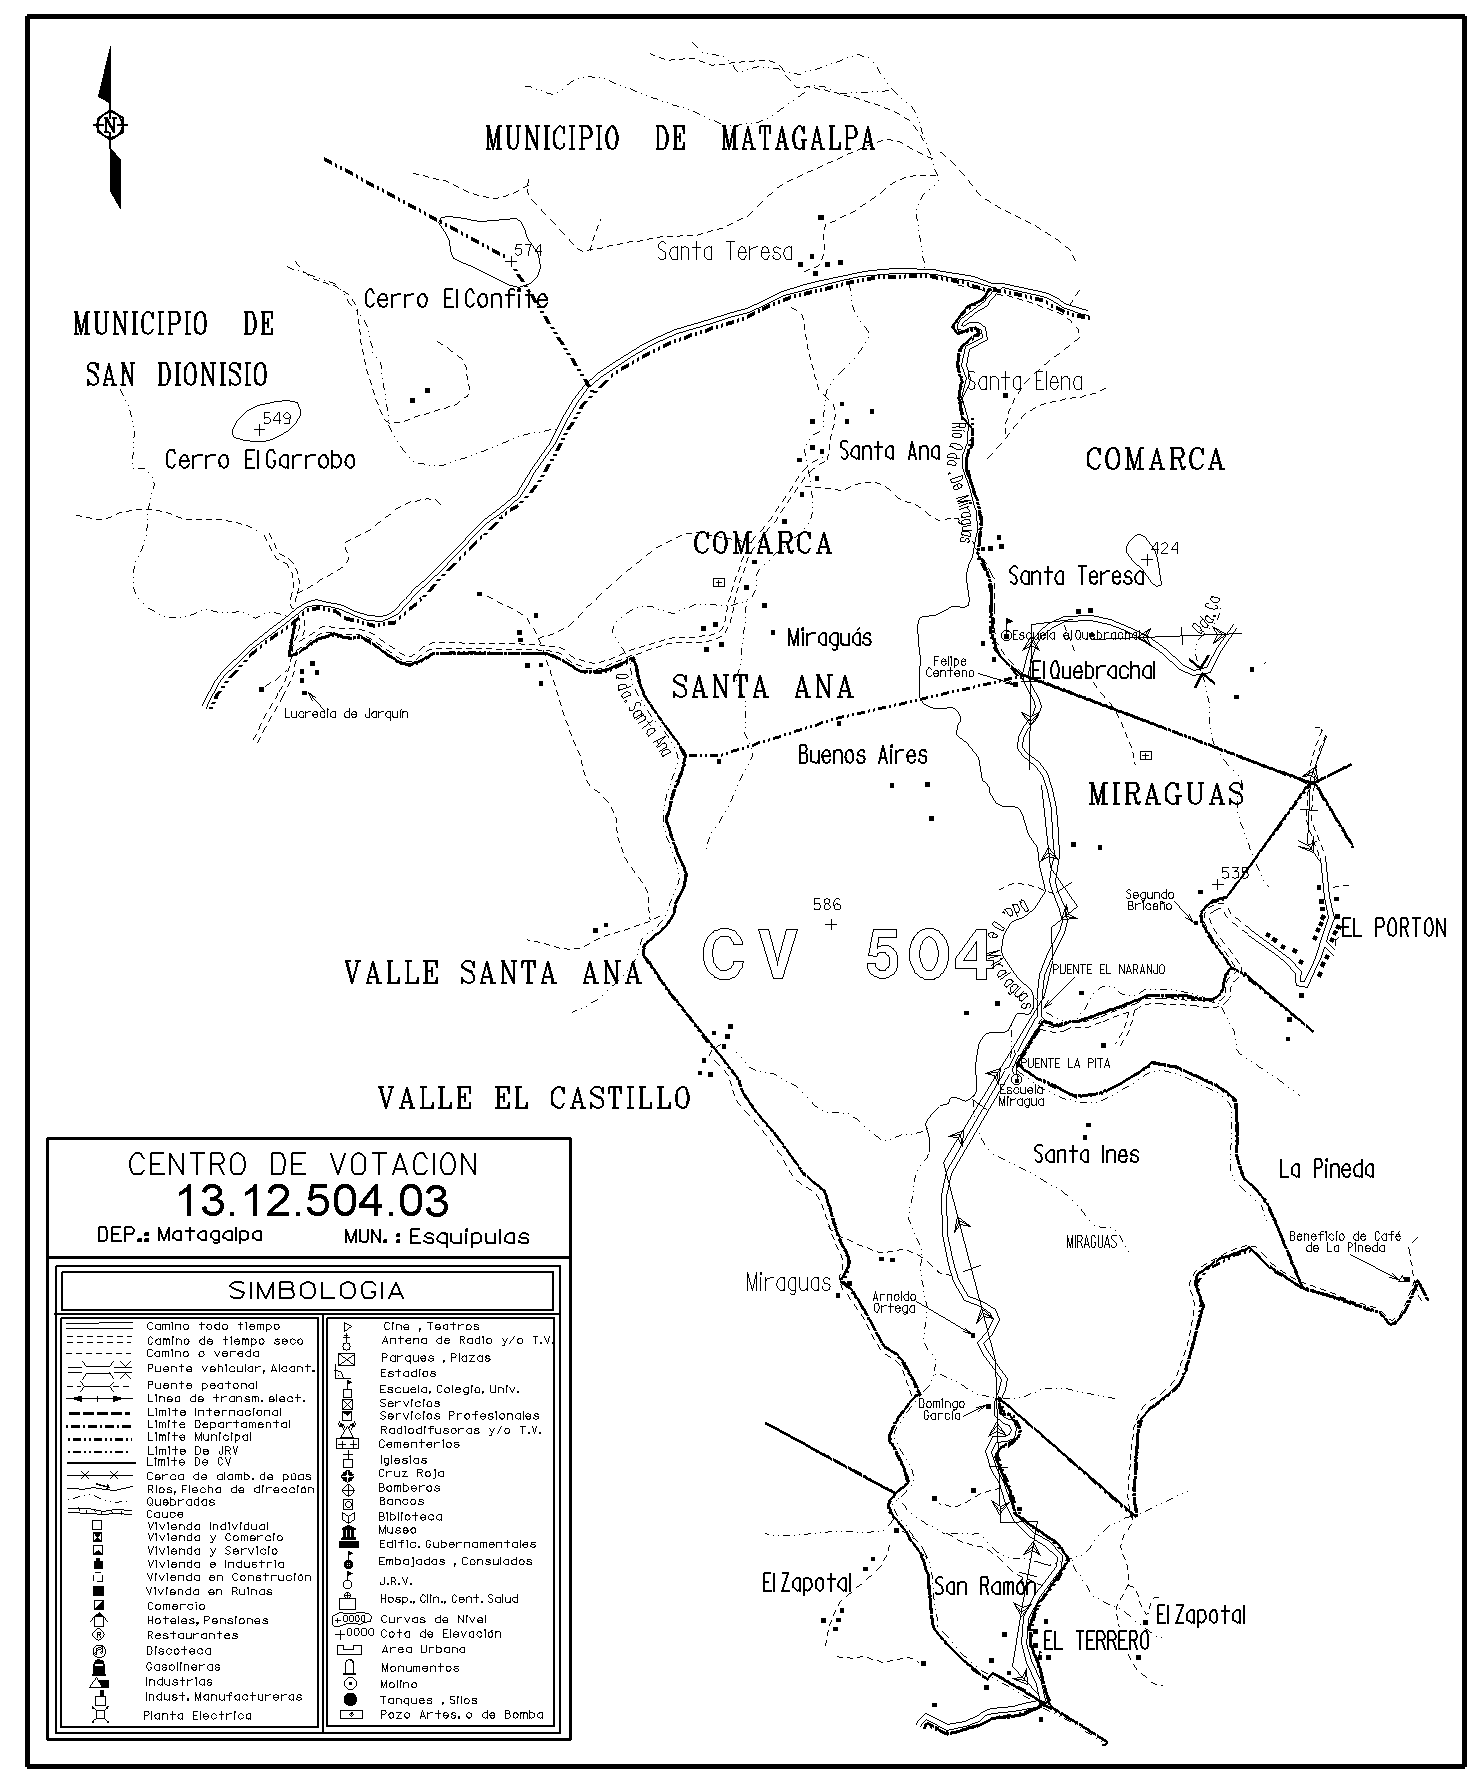 N
MUNICIPIO DE MATAGALPA
574
Santa Teresa
Cerro El Confite
MUNICIPIO DE
SAN DIONISIO
549
Cerro El Garrobo
Santa Elena
Santa Ana
Rio Qda. De Miraguas
COMARCA
COMARCA
424
Santa Teresa
Qda. Ca
Miraguás
Escuela el Quebrachal
Felipe
Centeno
El Quebrachal
SANTA ANA
Lucredia de Jarquín
Qda. Santa Ana
Buenos Aires
MIRAGUAS
535
Segundo
Briceño
586
Qda. De Miralaguas
CV 504
EL PORTON
VALLE SANTA ANA
PUENTE EL NARANJO
PUENTE LA PITA
Escuela
Miragua
VALLE EL CASTILLO
Santa Ines
La Pineda
MIRAGUAS
Beneficio de Café
de La Pineda
Miraguas
Arnoldo
Ortega
Domingo
García
El Zapotal
San Ramón
El Zapotal
EL TERRERO
CENTRO DE VOTACION
13.12.504.03
DEP.: Matagalpa MUN. : Esquipulas
SIMBOLOGIA
Camino todo tiempo
Camino de tiempo seco
Camino o vereda
Puente vehicular, Alcant.
Puente peatonal
Linea de transm. elect.
Limite Internacional
Limite Departamental
Limite Municipal
Limite De JRV
Limite De CV
Cerca de alamb. de púas
Ríos, Flecha de dirección
Quebradas
Cauce
Vivienda Individual
Vivienda y Comercio
Vivienda y Servicio
Vivienda e Industria
Vivienda en Construción
Vivienda en Ruinas
Comercio
Hoteles, Pensiones
R Restaurantes
Discoteca
Gasolineras
Industrias
Indust. Manufactureras
Planta Electrica
Cine , Teatros
Antena de Radio y/o T.V.
Parques , Plazas
Estadios
Escuela, Colegio, Univ.
Servicios
Servicios Profesionales
Radiodifusoras y/o T.V.
Cementerios
Iglesias
Cruz Roja
Bomberos
Bancos
Biblioteca
Museo
Edific. Gubernamentales
Embajadas , Consulados
J.R.V.
Hosp., Clin., Cent. Salud
+0000 Curvas de Nivel
+0000 Cota de Elevación
Area Urbana
Monumentos
Molino
Tanques , Silos
Pozo Artes. o de Bomba